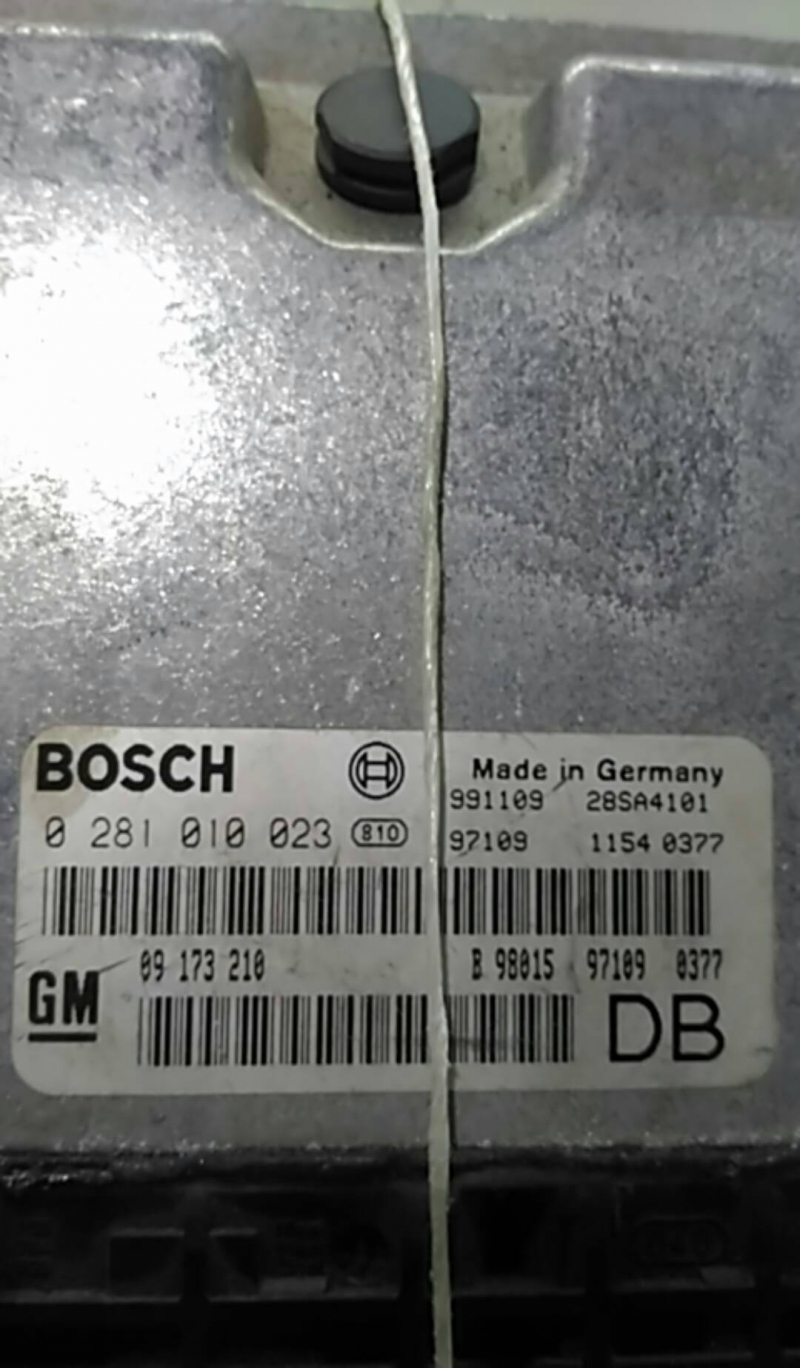 BOSCH Made in Germany
991109 28SA4101
0 281 010 023 810 97109 1154 0377
09 173 210 B 98015 97109 0377
GM DB